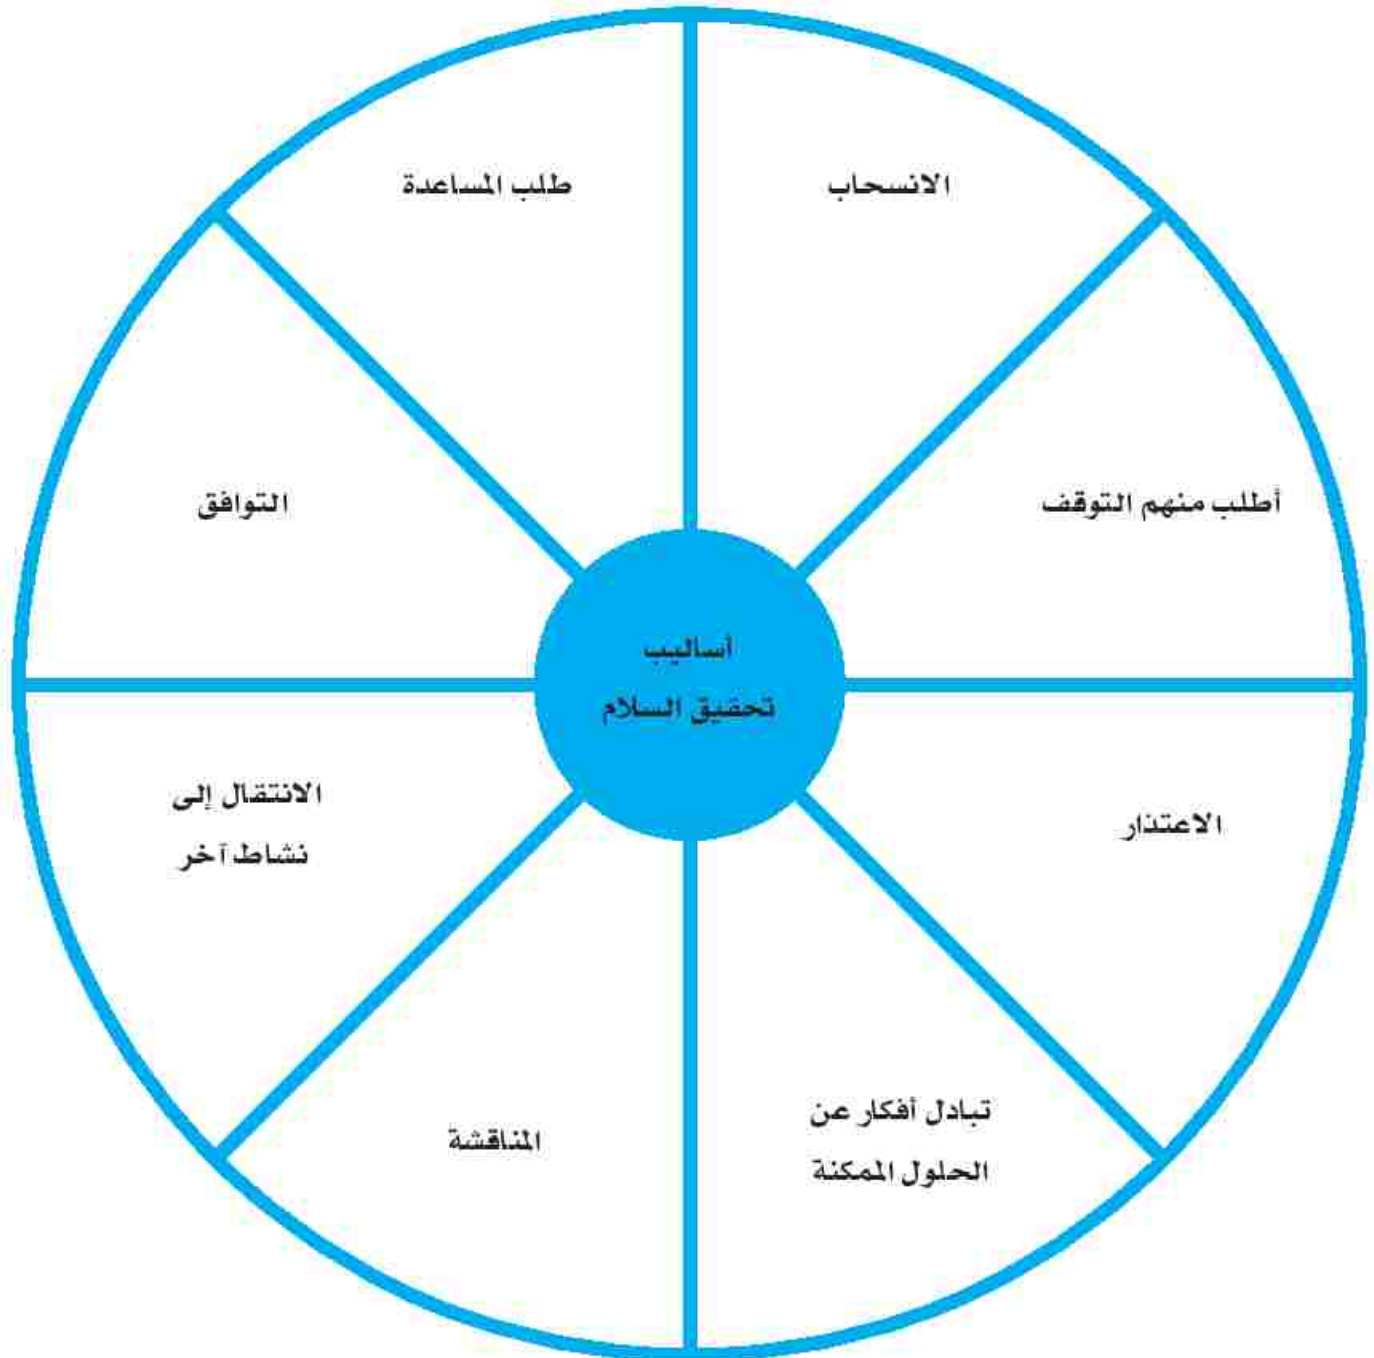 طلب المساعدة
الانسحاب
التوافق
أطلب منهم التوقف
أساليب
تحقيق السلام
الانتقال إلى
نشاط آخر
الاعتذار
المناقشة
تبادل أفكار عن
الحلول الممكنة